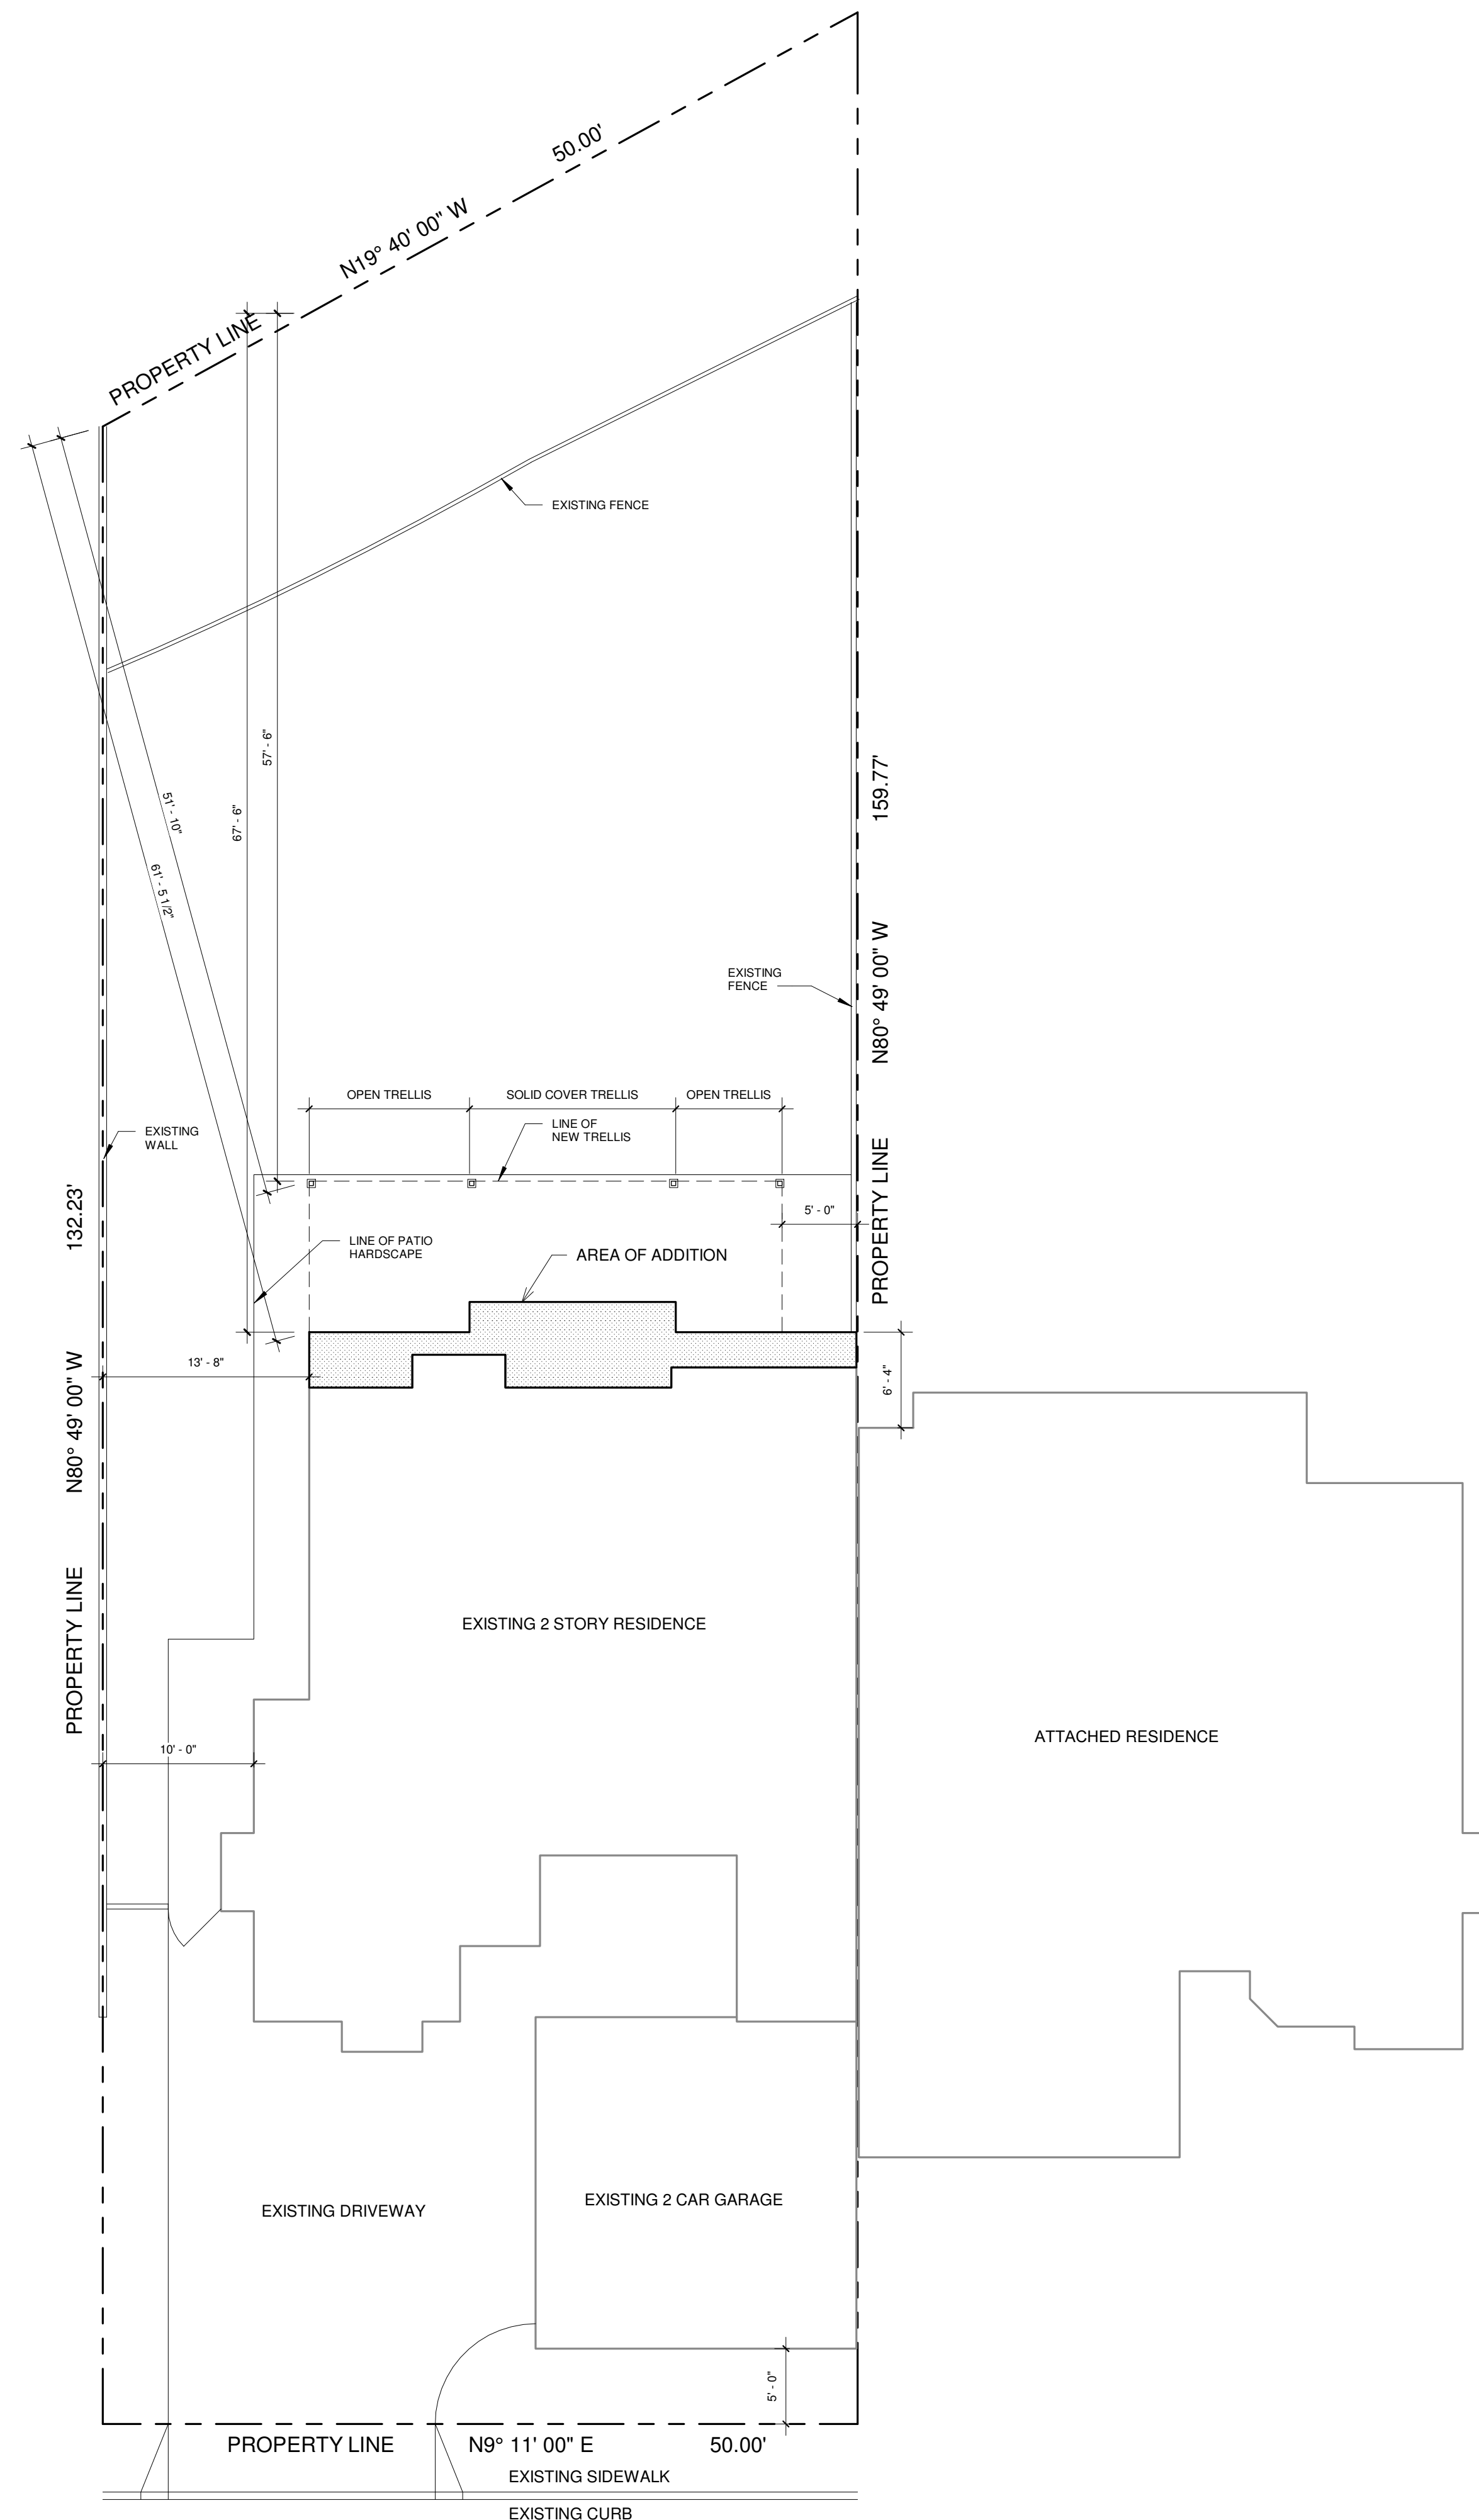 50.00'
N19° 40' 00" W
PROPERTY LINE
EXISTING FENCE
57' - 6"
67' - 6"
51' - 10"
61' - 5 1/2"
159.77'
N80° 49' 00" W
PROPERTY LINE
EXISTING
FENCE
OPEN TRELLIS
SOLID COVER TRELLIS
OPEN TRELLIS
LINE OF
NEW TRELLIS
EXISTING
WALL
132.23'
N80° 49' 00" W
PROPERTY LINE
5' - 0"
LINE OF PATIO
HARDSCAPE
AREA OF ADDITION
13' - 8"
6' - 4"
EXISTING 2 STORY RESIDENCE
ATTACHED RESIDENCE
10' - 0"
EXISTING 2 CAR GARAGE
EXISTING DRIVEWAY
5' - 0"
PROPERTY LINE
N9° 11' 00" E
50.00'
EXISTING SIDEWALK
EXISTING CURB